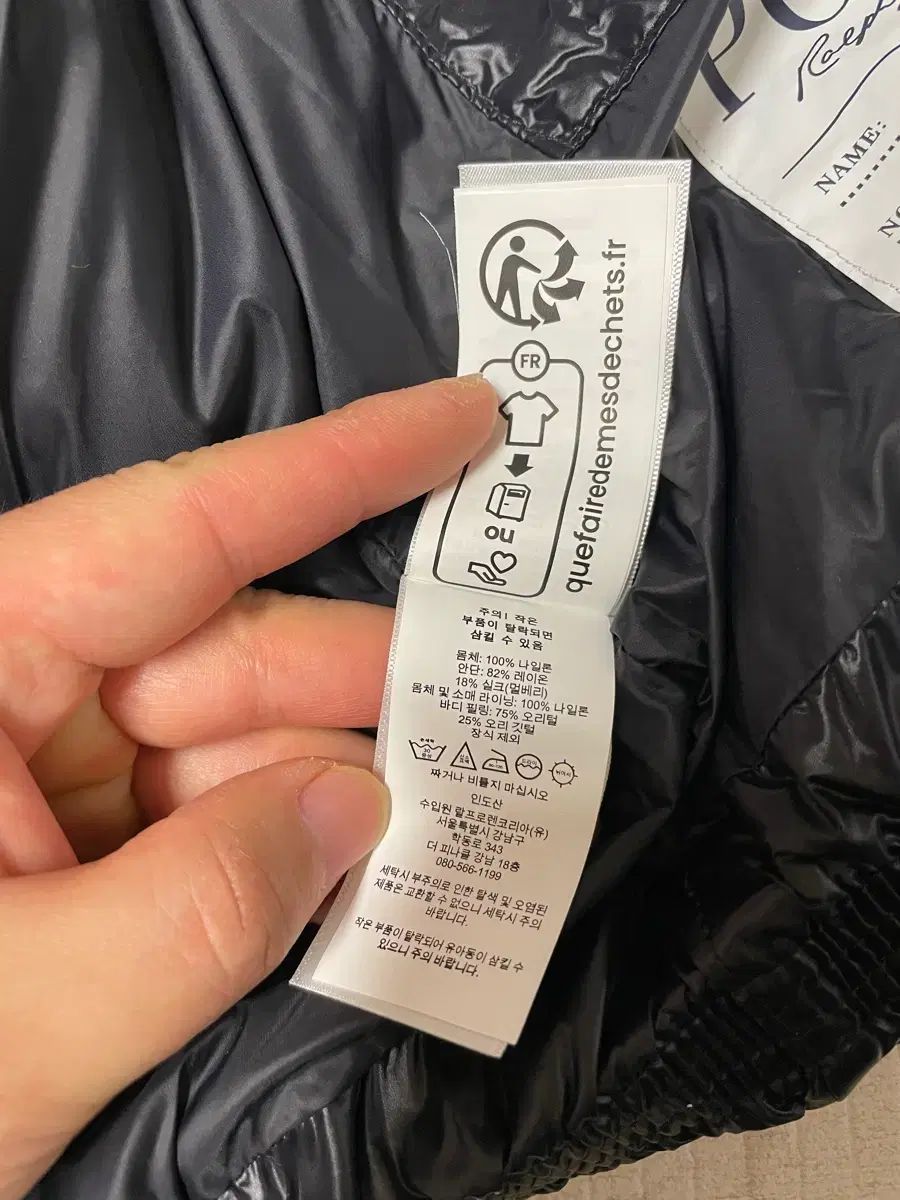 Ralph
NAME:
FR
ou
quefairedemesdechets.fr
주의! 작은
부품이 탈락되면
삼킬 수 있음
몸체: 100% 나일론
안단: 82% 레이온
18% 실크(멀베리)
몸체 및 소매 라이닝: 100% 나일론
바디 필링: 75% 오리털
25% 오리 깃털
장식 제외
30
짜거나 비틀지 마십시오
인도산
수입원 랄프로렌코리아(유)
서울특별시 강남구
학동로 343
더 피나클 강남 18층
080-566-1199
세탁시 부주의로 인한 탈색 및 오염된
제품은 교환할 수 없으니 세탁시 주의
바랍니다.
작은 부품이 탈락되어 유아동이 삼킬 수
있으니 주의 바랍니다.